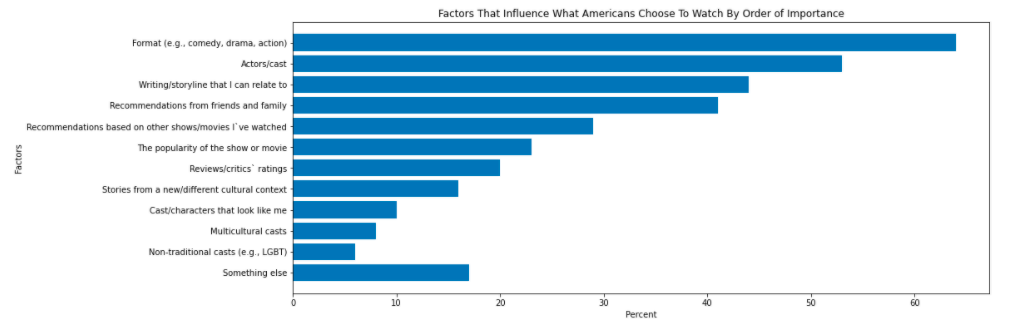 Factors That Influence What Americans Choose To Watch By Order of Importance
Format (e.g., comedy, drama, action)
Actors/cast
Writing/storyline that I can relate to
Recommendations from friends and family
Recommendations based on other shows/movies I`ve watched
The popularity of the show or movie
Reviews/critics` ratings
Stories from a new/different cultural context
Cast/characters that look like me
Multicultural casts
Non-traditional casts (e.g., LGBT)
Something else
Factors
0 10 20 30 40 50 60
Percent